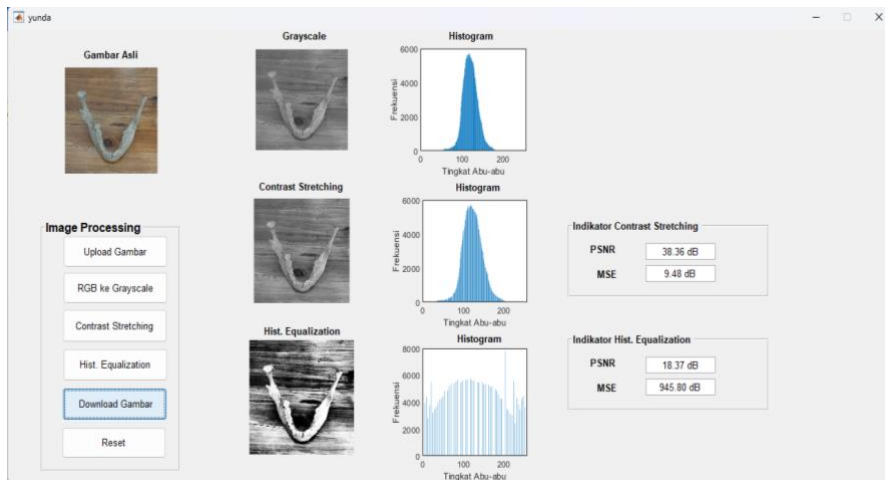 yunda
Gambar Asli
Grayscale
Histogram
6000
4000
2000
0
Frekuensi
0 100 200
Tingkat Abu-abu
Contrast Stretching
Histogram
6000
4000
2000
0
Frekuensi
0 100 200
Tingkat Abu-abu
Hist. Equalization
Histogram
8000
6000
4000
2000
0
Frekuensi
0 100 200
Tingkat Abu-abu
Image Processing
Upload Gambar
RGB ke Grayscale
Contrast Stretching
Hist. Equalization
Download Gambar
Reset
Indikator Contrast Stretching
PSNR 38.36 dB
MSE 9.48 dB
Indikator Hist. Equalization
PSNR 18.37 dB
MSE 945.80 dB